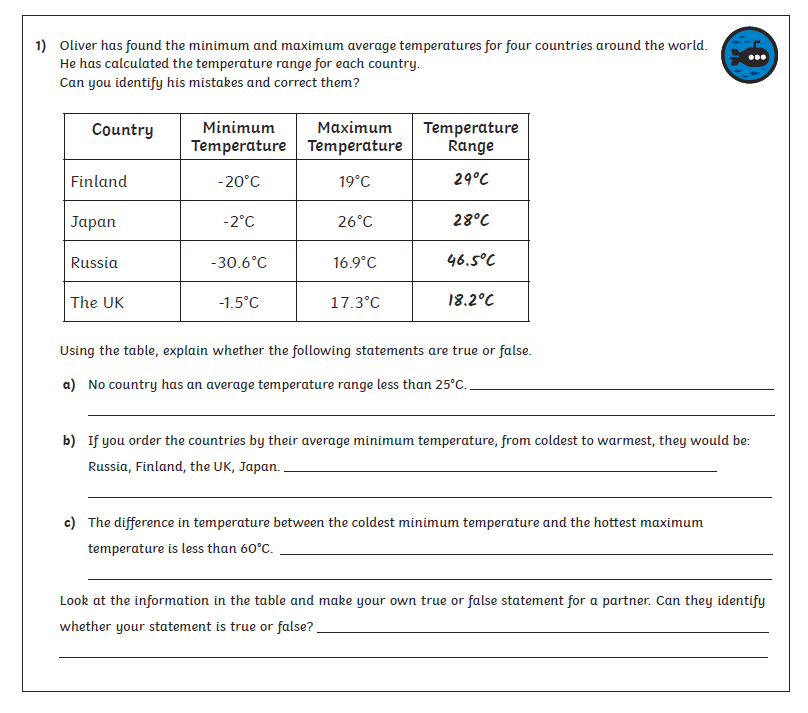 1) Oliver has found the minimum and maximum average temperatures for four countries around the world.
He has calculated the temperature range for each country.
Can you identify his mistakes and correct them?
Country Minimum Temperature Maximum Temperature Temperature Range
Finland -20°C 19°C 29°C
Japan -2°C 26°C 28°C
Russia -30.6°C 16.9°C 46.5°C
The UK -1.5°C 17.3°C 18.2°C
Using the table, explain whether the following statements are true or false.
a) No country has an average temperature range less than 25°C.
b) If you order the countries by their average minimum temperature, from coldest to warmest, they would be:
Russia, Finland, the UK, Japan.
c) The difference in temperature between the coldest minimum temperature and the hottest maximum
temperature is less than 60°C.
Look at the information in the table and make your own true or false statement for a partner. Can they identify
whether your statement is true or false?